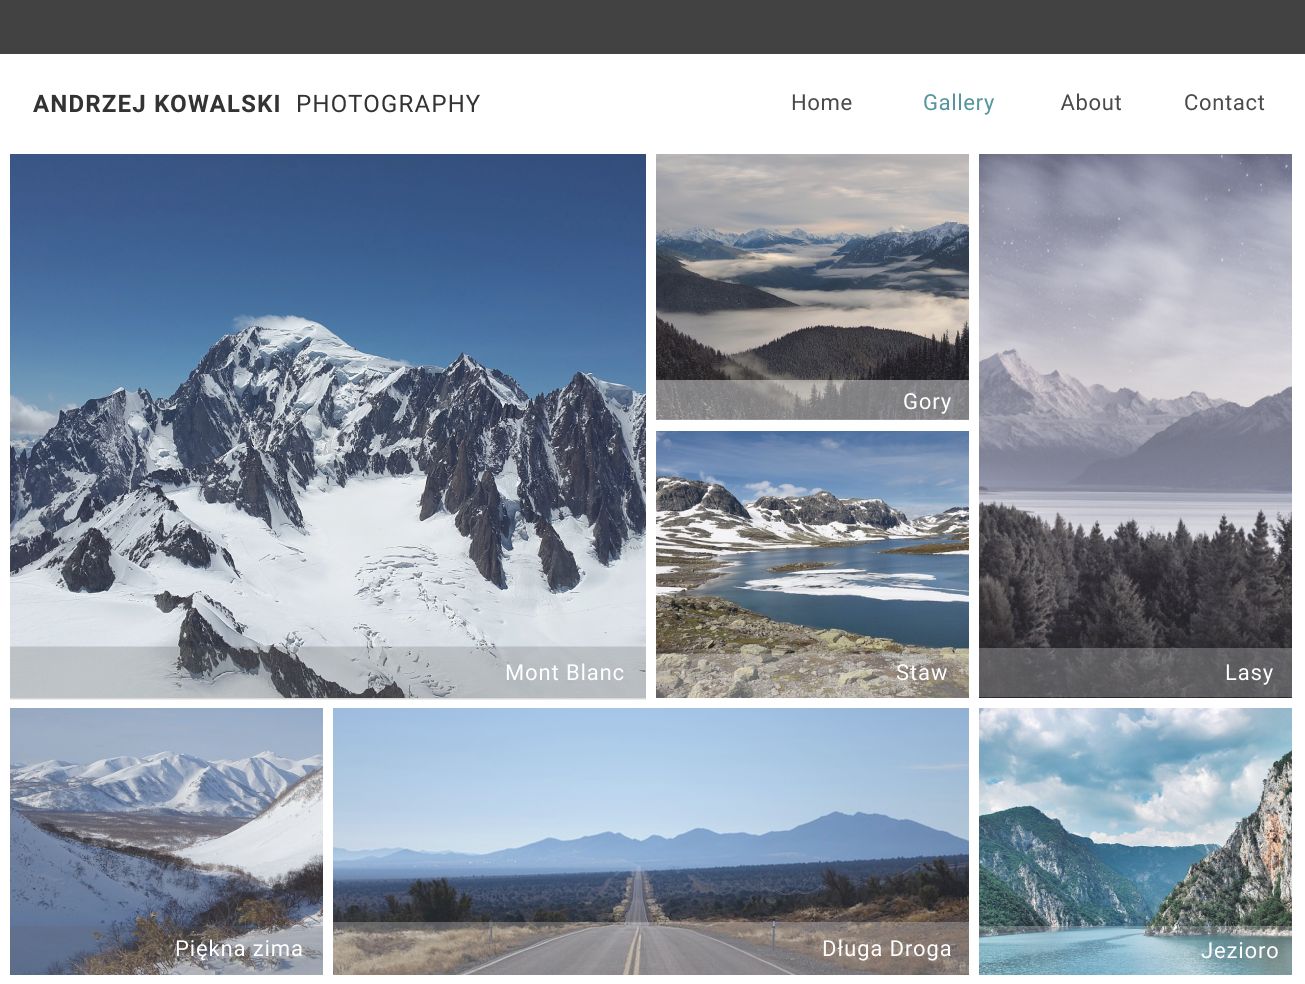 ANDRZEJ KOWALSKI PHOTOGRAPHY
Home Gallery About Contact
Mont Blanc
Gory
Staw
Lasy
Piękna zima
Długa Droga
Jezioro